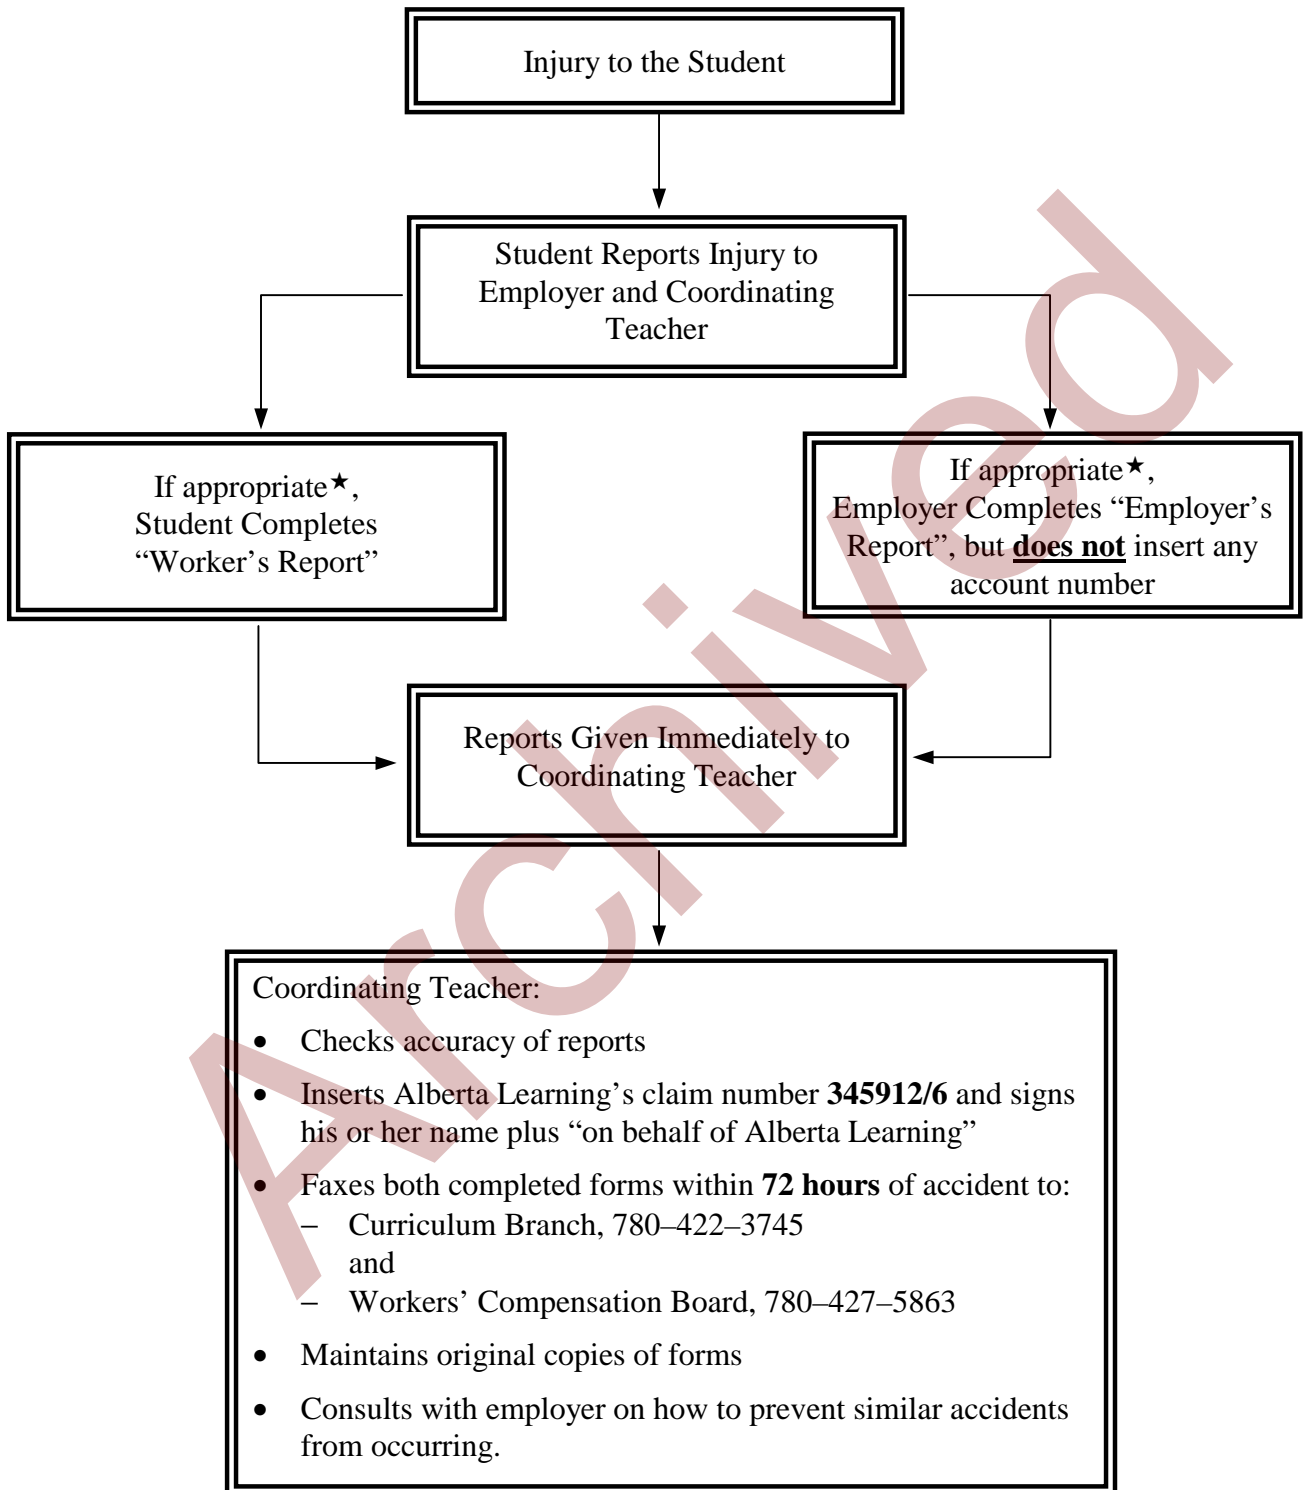 Injury to the Student
Student Reports Injury to
Employer and Coordinating
Teacher
If appropriate★,
Student Completes
“Worker’s Report”
If appropriate★,
Employer Completes “Employer’s
Report”, but does not insert any
account number
Reports Given Immediately to
Coordinating Teacher
Coordinating Teacher:
• Checks accuracy of reports
• Inserts Alberta Learning’s claim number 345912/6 and signs
his or her name plus “on behalf of Alberta Learning”
• Faxes both completed forms within 72 hours of accident to:
– Curriculum Branch, 780–422–3745
and
– Workers’ Compensation Board, 780–427–5863
• Maintains original copies of forms
• Consults with employer on how to prevent similar accidents
from occurring.
Archived